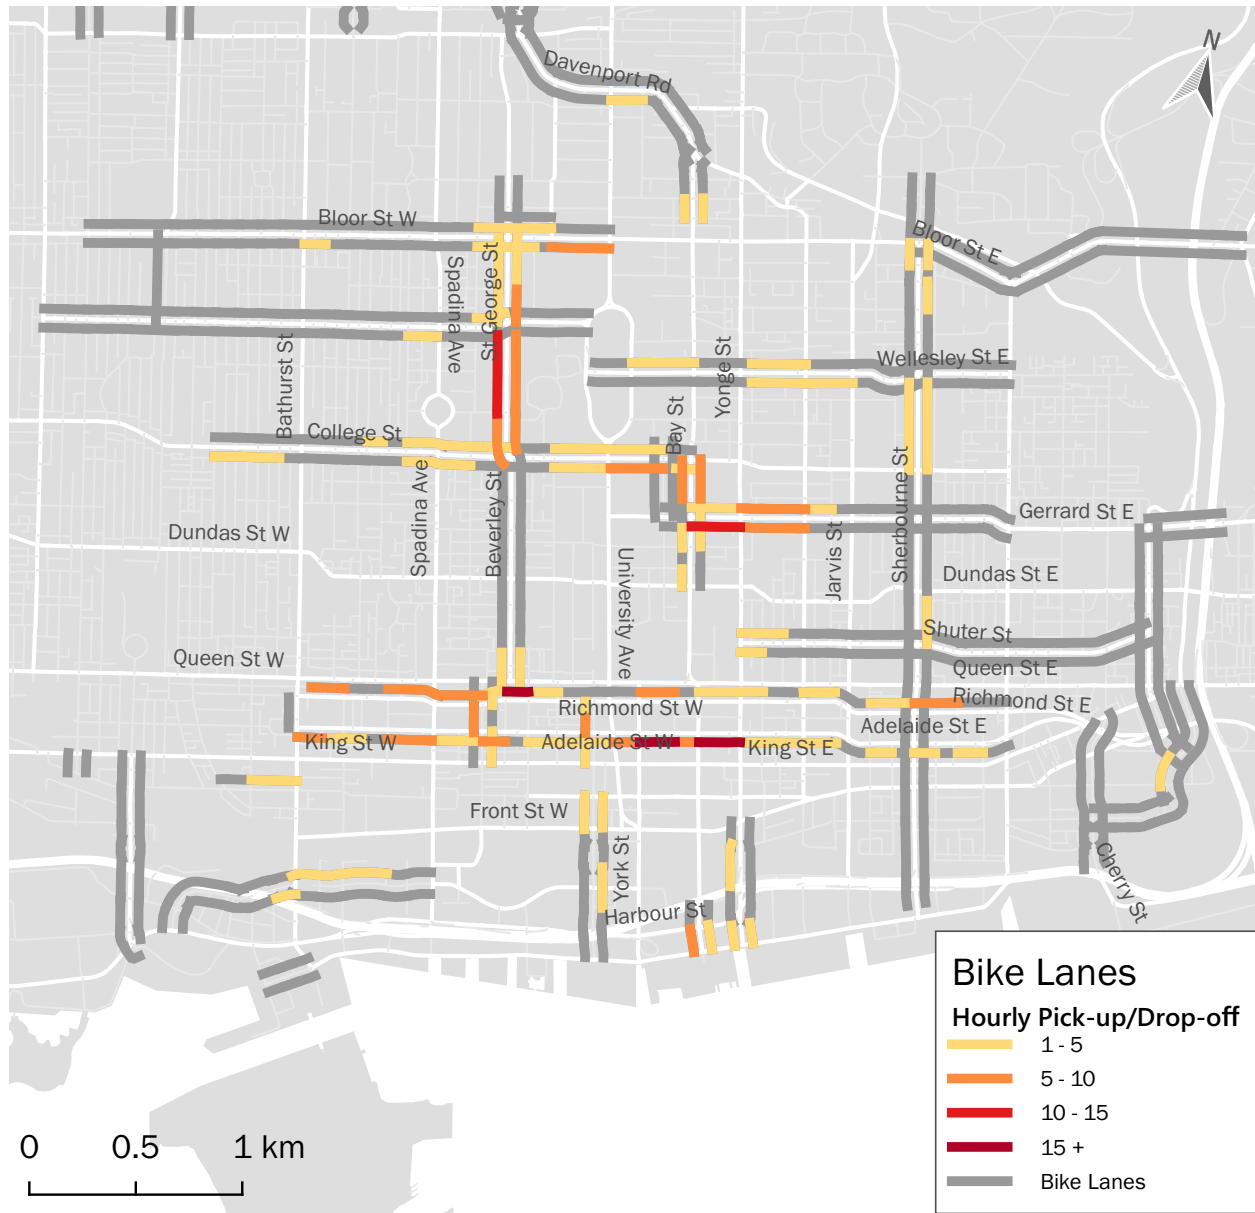 N
Davenport Rd
Bloor St W
Bloor St E
Spadina Ave
St George St
Bathurst St
Yonge St
Wellesley St E
College St
Bay St
Spadina Ave
Beverley St
Sherbourne St
Gerrard St E
Dundas St W
University Ave
Jarvis St
Dundas St E
Shuter St
Queen St W
Queen St E
Richmond St W
Richmond St E
King St W
Adelaide St W
King St E
Adelaide St E
Front St W
York St
Cherry St
Harbour St
Bike Lanes
Hourly Pick-up/Drop-off
1 - 5
5 - 10
10 - 15
15 +
Bike Lanes
0 0.5 1 km